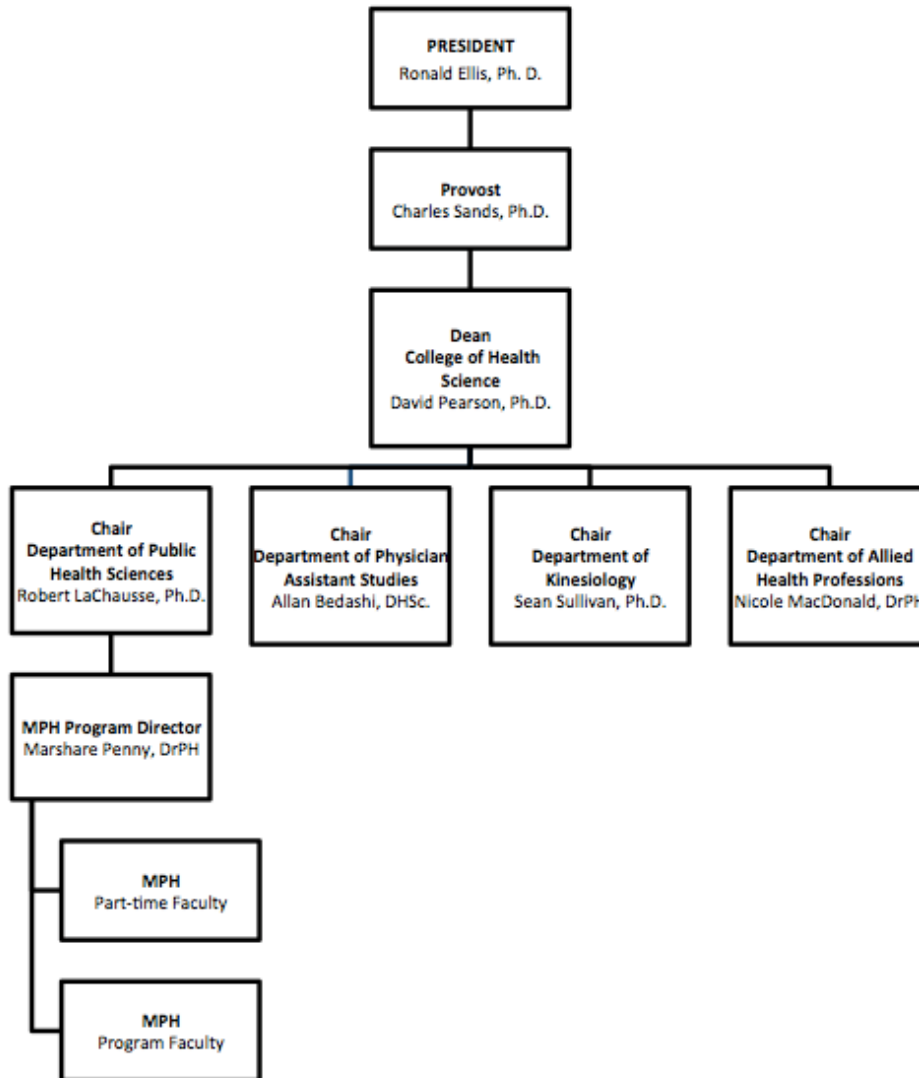 PRESIDENT
Ronald Ellis, Ph. D.
Provost
Charles Sands, Ph.D.
Dean
College of Health
Science
David Pearson, Ph.D.
Chair
Department of Public
Health Sciences
Robert LaChausse, Ph.D.
Chair
Department of Physician
Assistant Studies
Allan Bedashi, DHSc.
Chair
Department of
Kinesiology
Sean Sullivan, Ph.D.
Chair
Department of Allied
Health Professions
Nicole MacDonald, DrPH
MPH Program Director
Marshare Penny, DrPH
MPH
Part-time Faculty
MPH
Program Faculty